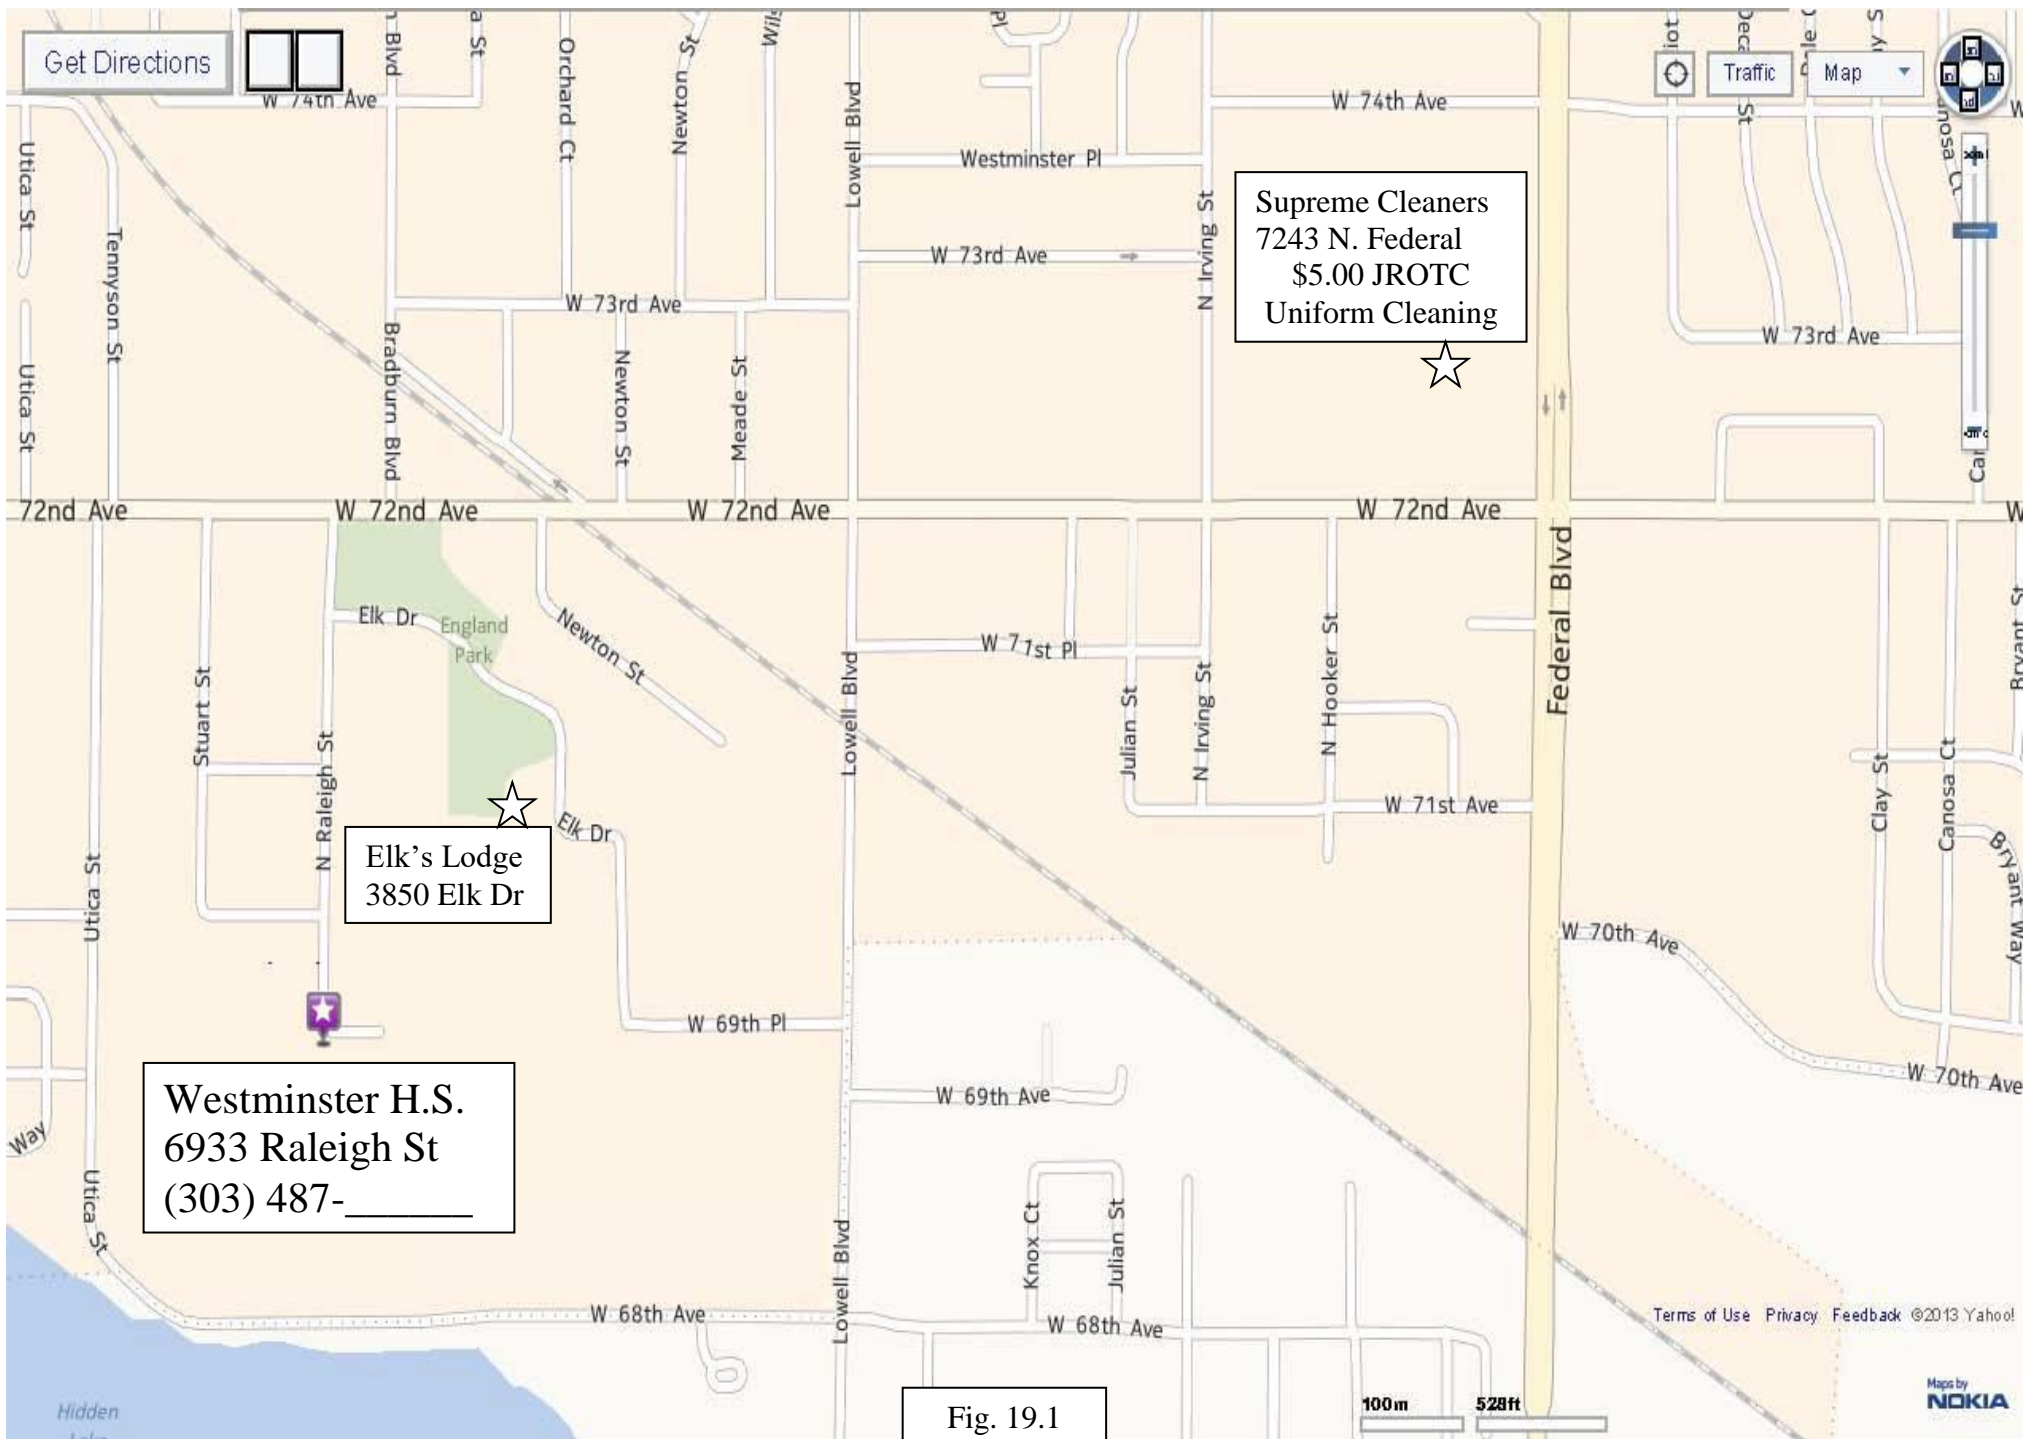 Get Directions
Traffic
Map
W 74th Ave
Orchard Ct
Newton St
Lowell Blvd
Pl
W 74th Ave
Westminster Pl
Utica St
Tennyson St
W 73rd Ave
N Irving St
Supreme Cleaners
7243 N. Federal
$5.00 JROTC
Uniform Cleaning
W 73rd Ave
Bradburn Blvd
W 73rd Ave
Utica St
Newton St
Meade St
72nd Ave
W 72nd Ave
W 72nd Ave
W 72nd Ave
Federal Blvd
Elk Dr
England
Park
Newton St
W 71st Pl
Stuart St
N Raleigh St
Lowell Blvd
Julian St
N Irving St
N Hooker St
W 71st Ave
Clay St
Canosa Ct
Bryant St
Bryant Way
Elk Dr
Elk's Lodge
3850 Elk Dr
Utica St
W 70th Ave
W 69th Pl
W 70th Ave
W 69th Ave
Way
Westminster H.S.
6933 Raleigh St
(303) 487-______
Utica St
Knox Ct
Julian St
Lowell Blvd
W 68th Ave
W 68th Ave
Terms of Use Privacy Feedback ©2013 Yahoo!
Hidden
Fig. 19.1
100m
528ft
Maps by
NOKIA